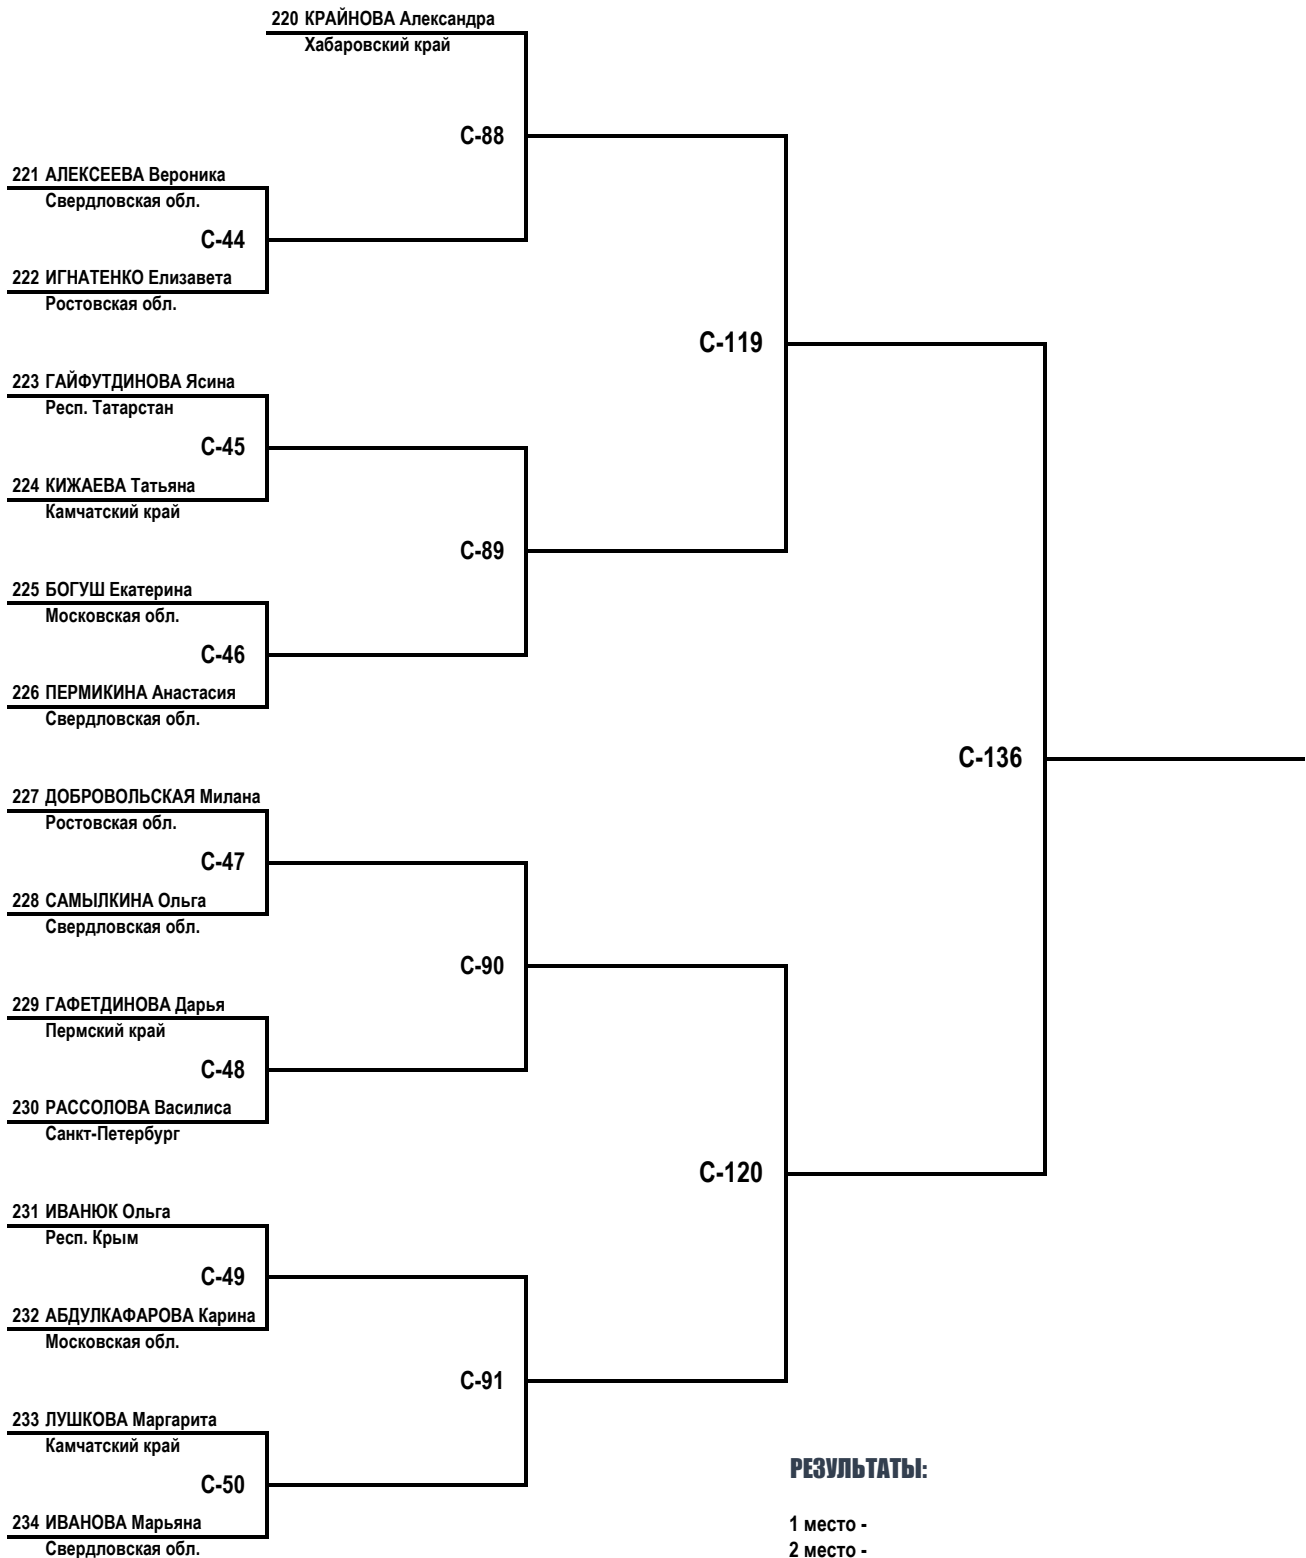 220 КРАЙНОВА Александра
Хабаровский край
С-88
221 АЛЕКСЕЕВА Вероника
Свердловская обл.
С-44
222 ИГНАТЕНКО Елизавета
Ростовская обл.
С-119
223 ГАЙФУТДИНОВА Ясина
Респ. Татарстан
С-45
224 КИЖАЕВА Татьяна
Камчатский край
С-89
225 БОГУШ Екатерина
Московская обл.
С-46
226 ПЕРМИКИНА Анастасия
Свердловская обл.
С-136
227 ДОБРОВОЛЬСКАЯ Милана
Ростовская обл.
С-47
228 САМЫЛКИНА Ольга
Свердловская обл.
С-90
229 ГАФЕТДИНОВА Дарья
Пермский край
С-48
230 РАССОЛОВА Василиса
Санкт-Петербург
С-120
231 ИВАНЮК Ольга
Респ. Крым
С-49
232 АБДУЛКАФАРОВА Карина
Московская обл.
С-91
233 ЛУШКОВА Маргарита
Камчатский край
С-50
234 ИВАНОВА Марьяна
Свердловская обл.
РЕЗУЛЬТАТЫ:
1 место -
2 место -